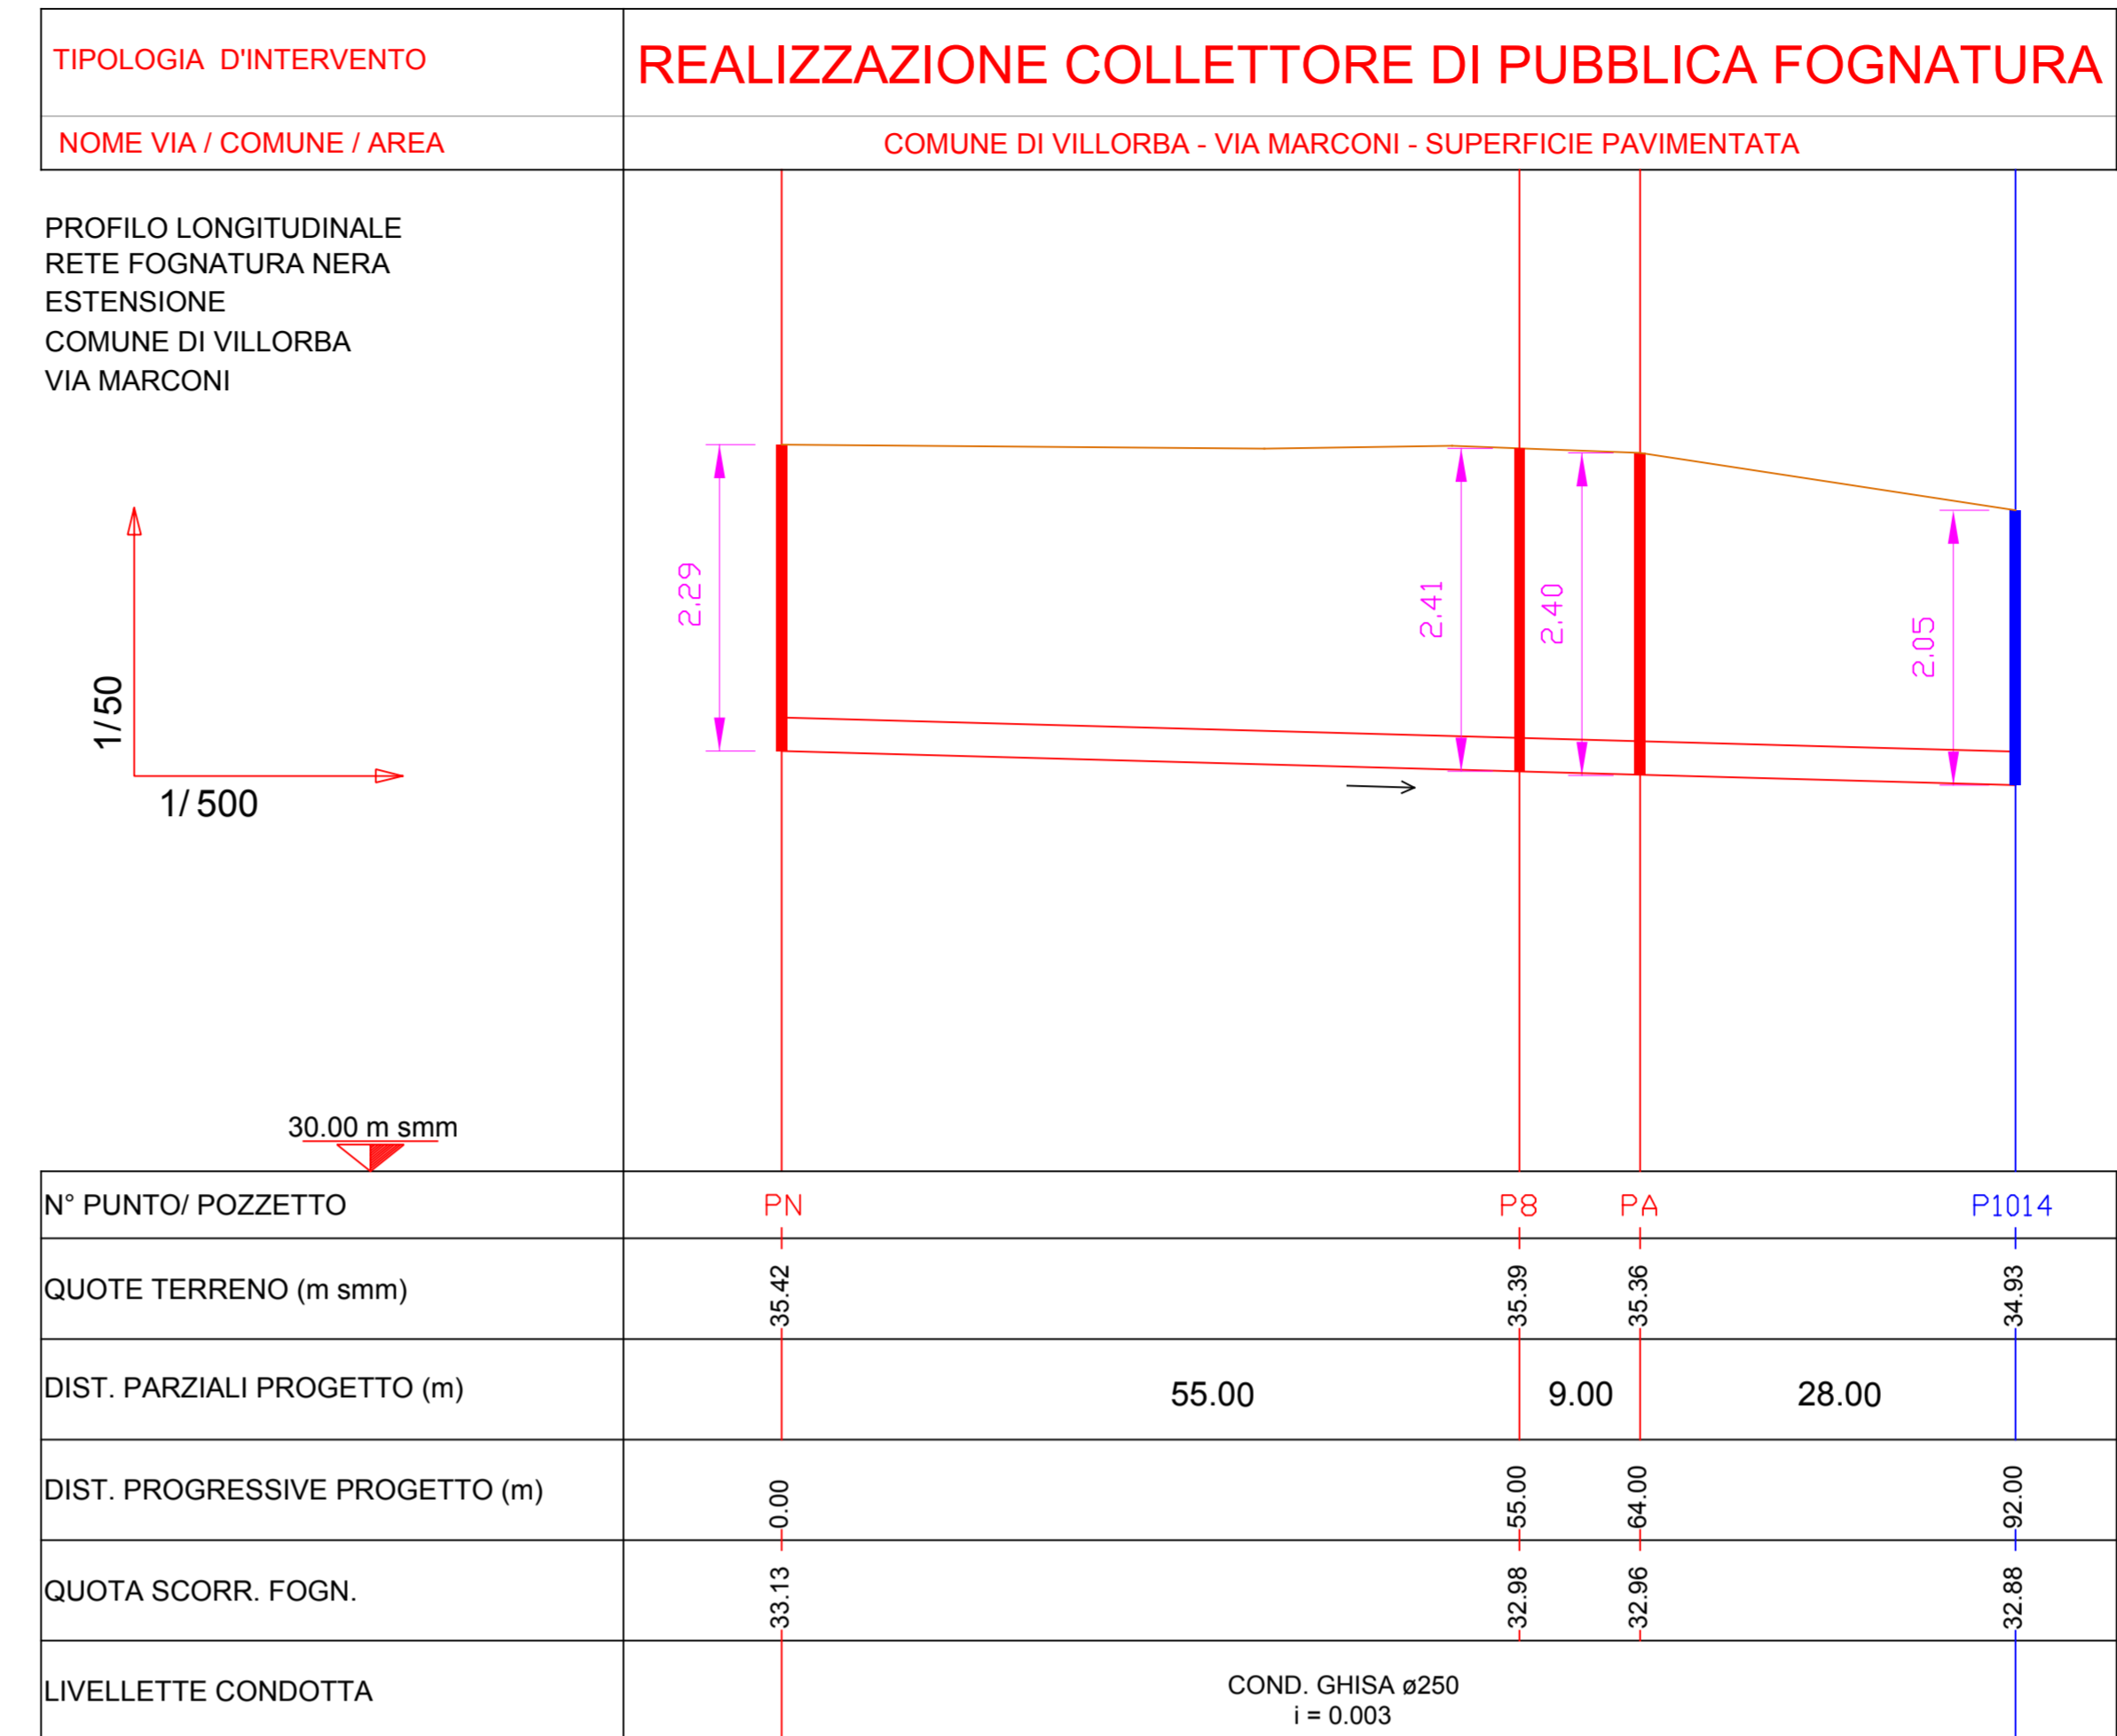 TIPOLOGIA D'INTERVENTO
REALIZZAZIONE COLLETTORE DI PUBBLICA FOGNATURA
NOME VIA / COMUNE / AREA
COMUNE DI VILLORBA - VIA MARCONI - SUPERFICIE PAVIMENTATA
PROFILO LONGITUDINALE
RETE FOGNATURA NERA
ESTENSIONE
COMUNE DI VILLORBA
VIA MARCONI
1/50
1/500
2.29
2.41
2.40
2.05
30.00 m smm
N° PUNTO/ POZZETTO
PN P8 PA P1014
QUOTE TERRENO (m smm)
35.42 35.39 35.36 34.93
DIST. PARZIALI PROGETTO (m)
55.00 9.00 28.00
DIST. PROGRESSIVE PROGETTO (m)
0.00 55.00 64.00 92.00
QUOTA SCORR. FOGN.
33.13 32.98 32.96 32.88
LIVELLETTE CONDOTTA
COND. GHISA ø250
i = 0.003